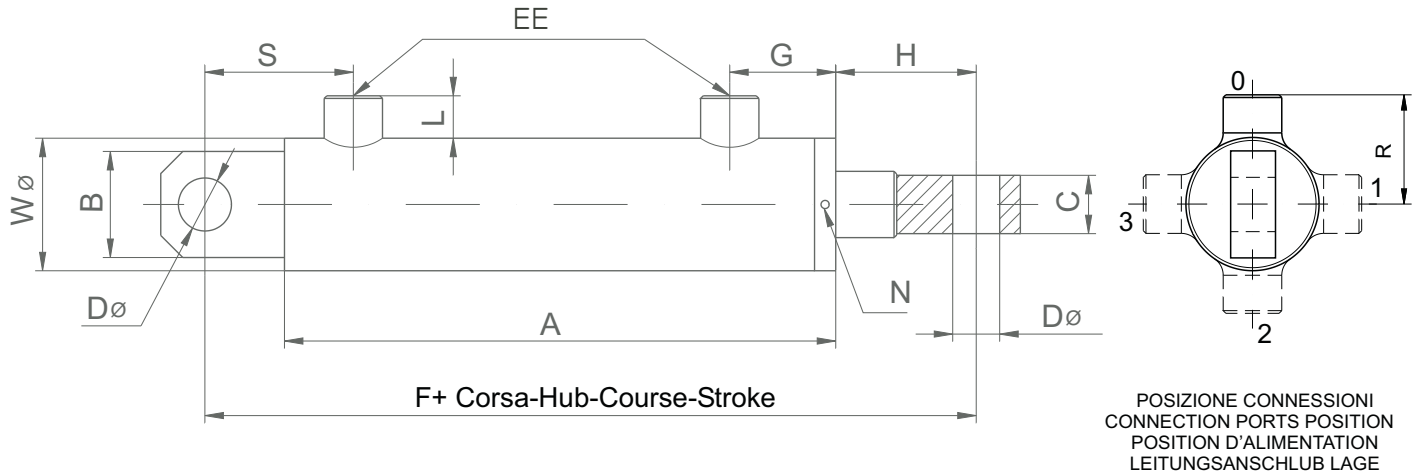 EE
S
G
H
L
W ø
B
C
D ø
N
A
D ø
F+ Corsa-Hub-Course-Stroke
0
1
2
3
R
POSIZIONE CONNESSIONI
CONNECTION PORTS POSITION
POSITION D'ALIMENTATION
LEITUNGSANSCHLUB LAGE